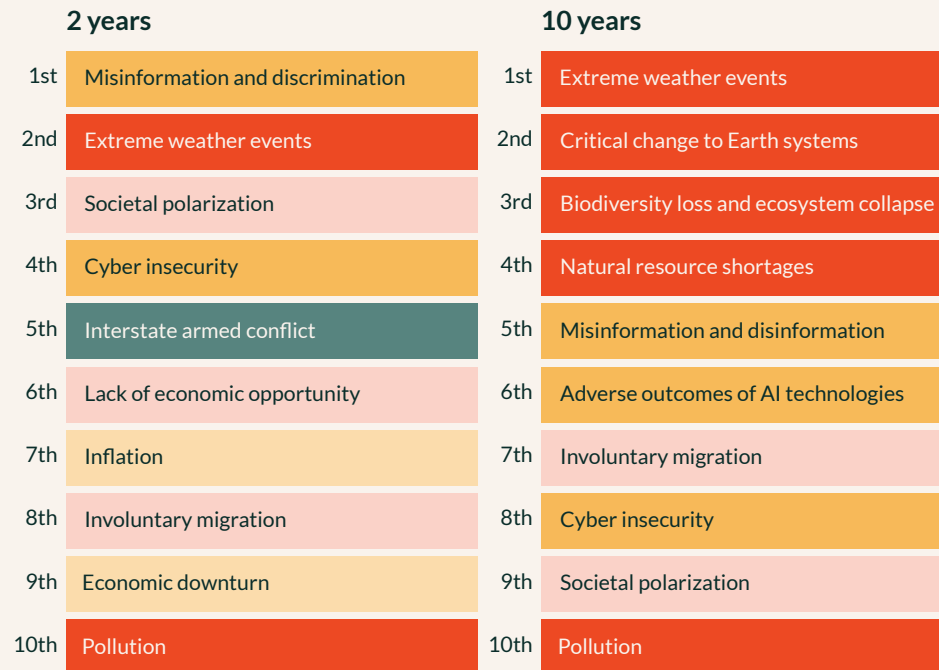 2 years
1st Misinformation and discrimination
2nd Extreme weather events
3rd Societal polarization
4th Cyber insecurity
5th Interstate armed conflict
6th Lack of economic opportunity
7th Inflation
8th Involuntary migration
9th Economic downturn
10th Pollution
10 years
1st Extreme weather events
2nd Critical change to Earth systems
3rd Biodiversity loss and ecosystem collapse
4th Natural resource shortages
5th Misinformation and disinformation
6th Adverse outcomes of AI technologies
7th Involuntary migration
8th Cyber insecurity
9th Societal polarization
10th Pollution